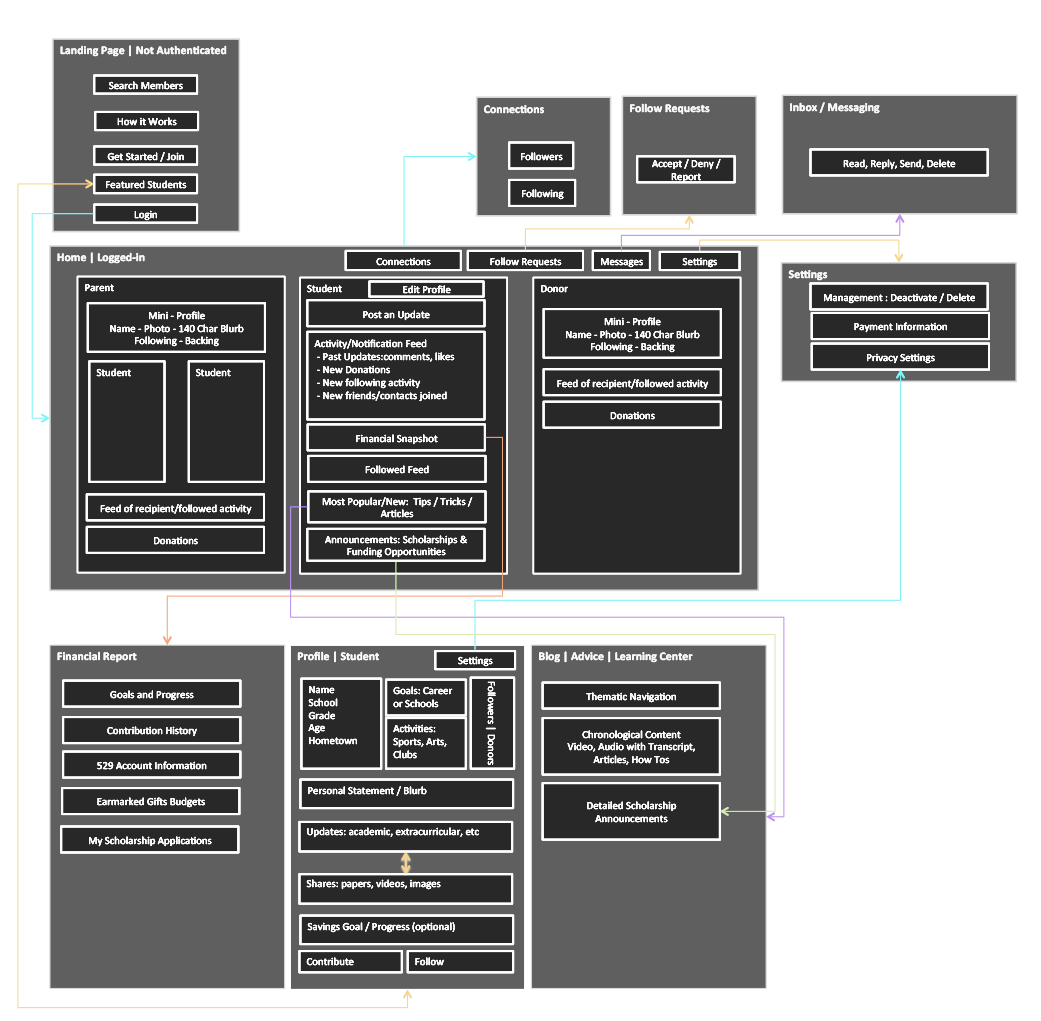 Landing Page | Not Authenticated
Search Members
How it Works
Get Started / Join
Featured Students
Login
Connections
Followers
Following
Follow Requests
Accept / Deny /
Report
Inbox / Messaging
Read, Reply, Send, Delete
Home | Logged-in
Connections
Follow Requests
Messages
Settings
Parent
Mini - Profile
Name - Photo - 140 Char Blurb
Following - Backing
Student
Student
Feed of recipient/followed activity
Donations
Student
Edit Profile
Post an Update
Activity/Notification Feed
- Past Updates:comments, likes
- New Donations
- New following activity
- New friends/contacts joined
Financial Snapshot
Followed Feed
Most Popular/New: Tips / Tricks /
Articles
Announcements: Scholarships &
Funding Opportunities
Donor
Mini - Profile
Name - Photo - 140 Char Blurb
Following - Backing
Feed of recipient/followed activity
Donations
Settings
Management : Deactivate / Delete
Payment Information
Privacy Settings
Financial Report
Goals and Progress
Contribution History
529 Account Information
Earmarked Gifts Budgets
My Scholarship Applications
Profile | Student
Settings
Name
School
Grade
Age
Hometown
Goals: Career
or Schools
Activities:
Sports, Arts,
Clubs
Followers | Donors
Personal Statement / Blurb
Updates: academic, extracurricular, etc
Shares: papers, videos, images
Savings Goal / Progress (optional)
Contribute
Follow
Blog | Advice | Learning Center
Thematic Navigation
Chronological Content
Video, Audio with Transcript,
Articles, How Tos
Detailed Scholarship
Announcements